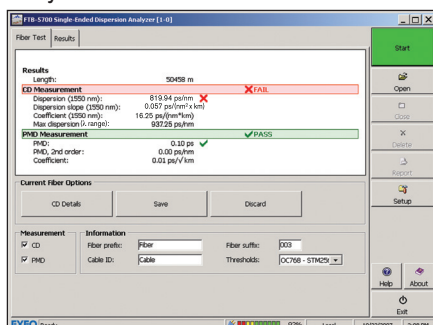 FTB-5700 Single-Ended Dispersion Analyzer [1-0]
Fiber Test Results
Start
Results
Length: 50458 m
CD Measurement FAIL
Dispersion (1550 nm): 819.94 ps/nm
Dispersion slope (1550 nm): 0.057 ps/(nm² x km)
Coefficient (1550 nm): 16.25 ps/(nm*km)
Max dispersion (λ range): 937.25 ps/nm
PMD Measurement PASS
PMD: 0.10 ps
PMD, 2nd order: 0.00 ps/nm
Coefficient: 0.01 ps/√km
Open
Close
Delete
Report
Setup
Current Fiber Options
CD Details Save Discard
Measurement Information
CD Fiber prefix: Fiber Fiber suffix: 003
PMD Cable ID: Cable Thresholds: OC768 - STM25
Help About
Exit
EXFO Ready 93% Local